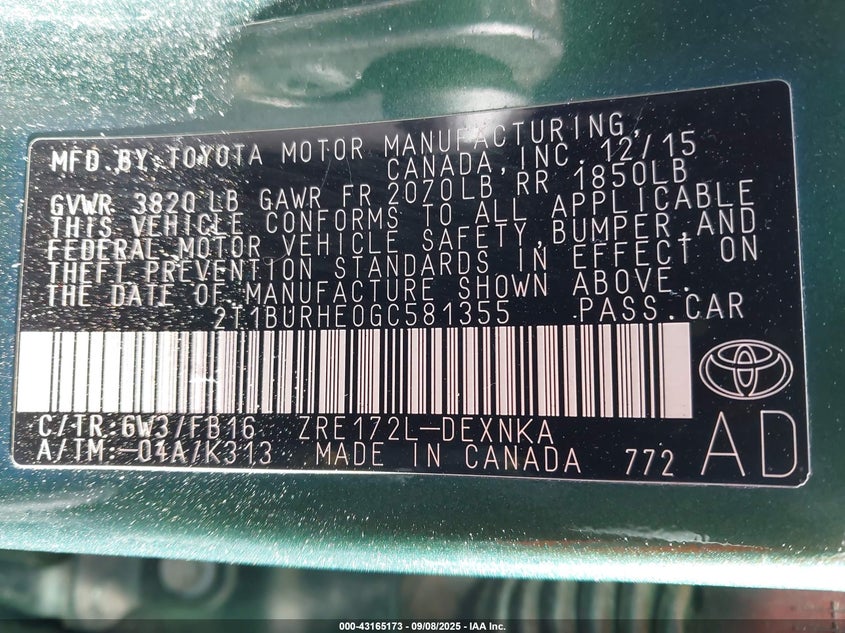 MFD.BY:TOYOTA MOTOR MANUFACTURING,
CANADA,INC. 12/15
GVWR 3820 LB GAWR FR 2070LB, RR 1850LB
THIS VEHICLE CONFORMS TO ALL APPLICABLE
FEDERAL MOTOR VEHICLE SAFETY,BUMPER,AND
THEFT PREVENTION STANDARDS IN EFFECT ON
THE DATE OF MANUFACTURE SHOWN ABOVE.
2T1BURHE0GC581355 PASS.CAR
C/TR:6W3/FB16 ZRE172L-DEXNKA
A/TM:-04A/K313 MADE IN CANADA 772
AD
000-43165173 - 09/08/2025 - IAA Inc.